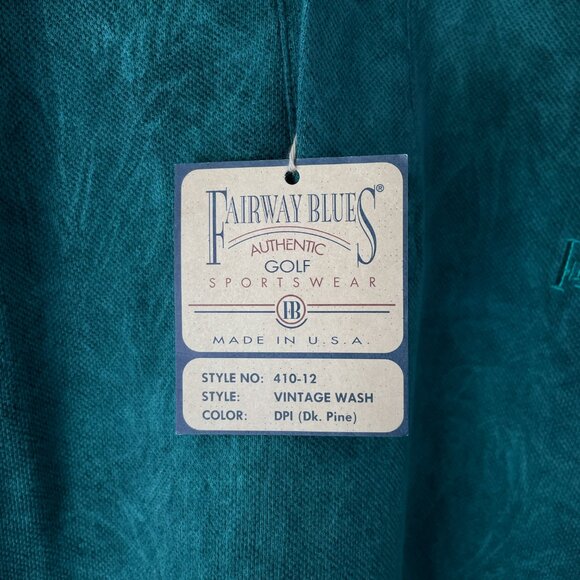 FAIRWAY BLUES®
AUTHENTIC
GOLF
SPORTSWEAR
FB
MADE IN U.S.A.
STYLE NO: 410-12
STYLE: VINTAGE WASH
COLOR: DPI (Dk. Pine)